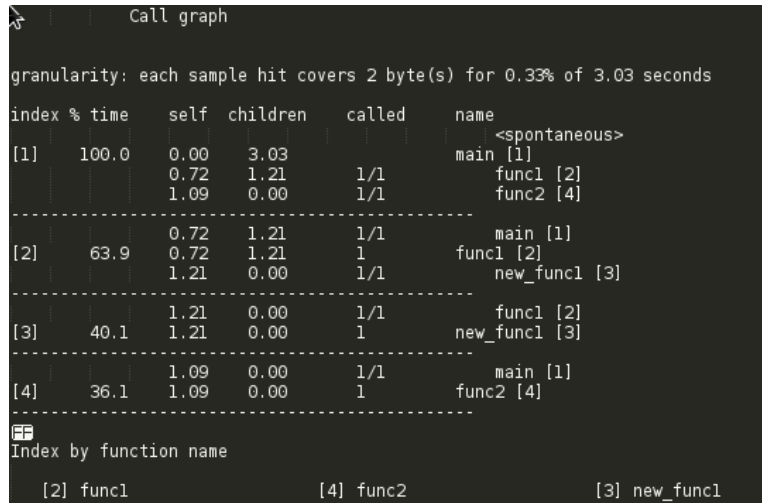 Call graph
granularity: each sample hit covers 2 byte(s) for 0.33% of 3.03 seconds
index % time    self  children    called     name
                                                 <spontaneous>
[1]    100.0    0.00    3.03                 main [1]
                0.72    1.21       1/1           func1 [2]
                1.09    0.00       1/1           func2 [4]
-----------------------------------------------
                0.72    1.21       1/1           main [1]
[2]     63.9    0.72    1.21       1         func1 [2]
                1.21    0.00       1/1           new_func1 [3]
-----------------------------------------------
                1.21    0.00       1/1           func1 [2]
[3]     40.1    1.21    0.00       1         new_func1 [3]
-----------------------------------------------
                1.09    0.00       1/1           main [1]
[4]     36.1    1.09    0.00       1         func2 [4]
-----------------------------------------------
FF
Index by function name
[2] func1                   [4] func2                   [3] new_func1